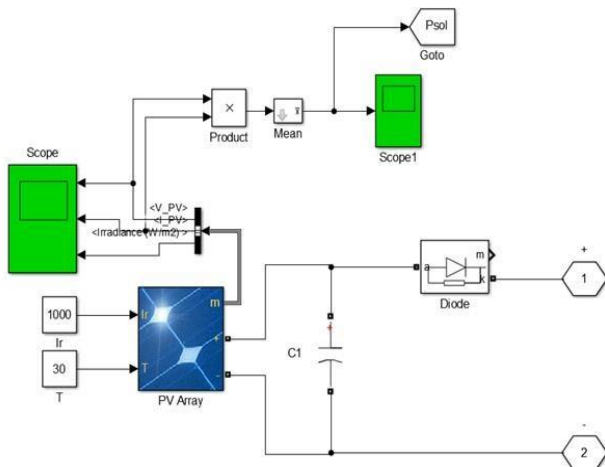 Psol
Goto
×
Product
x
Mean
Scope1
Scope
<V_PV>
<I_PV>
<Irradiance (W/m2) >
1000
Ir
30
T
Ir
T
m
+
-
PV Array
+
C1
a
m
k
Diode
+
1
-
2